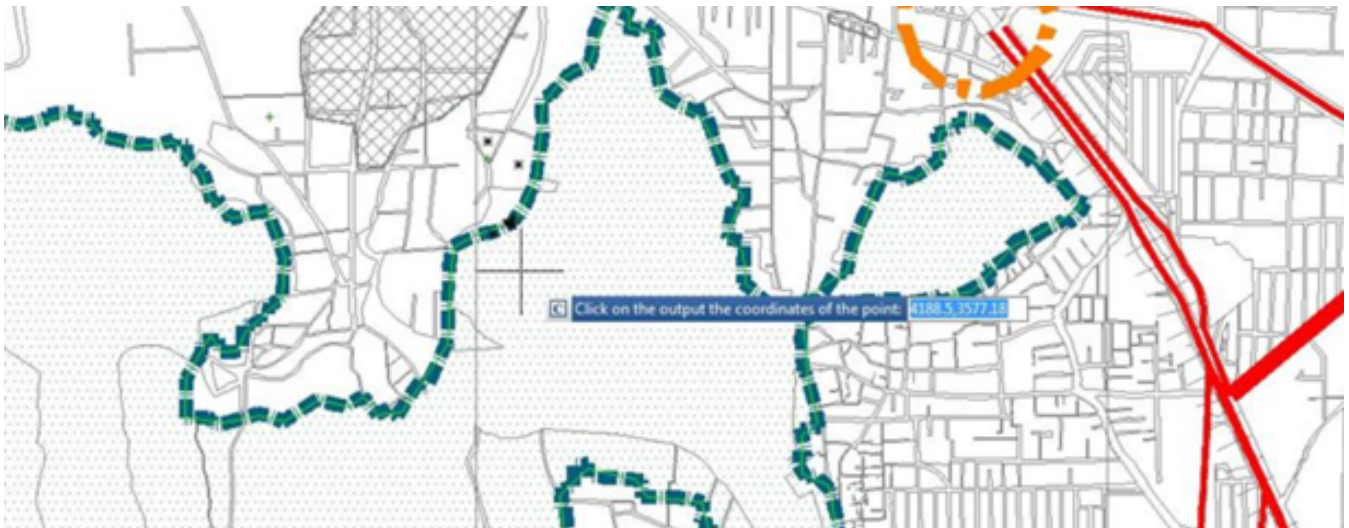 Click on the output the coordinates of the point: 4188.5,3577.18